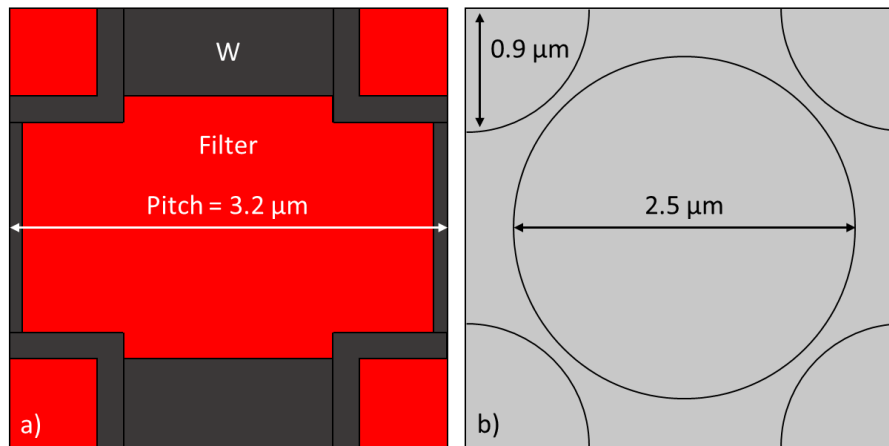 W
Filter
Pitch = 3.2 μm
a)
0.9 μm
2.5 μm
b)